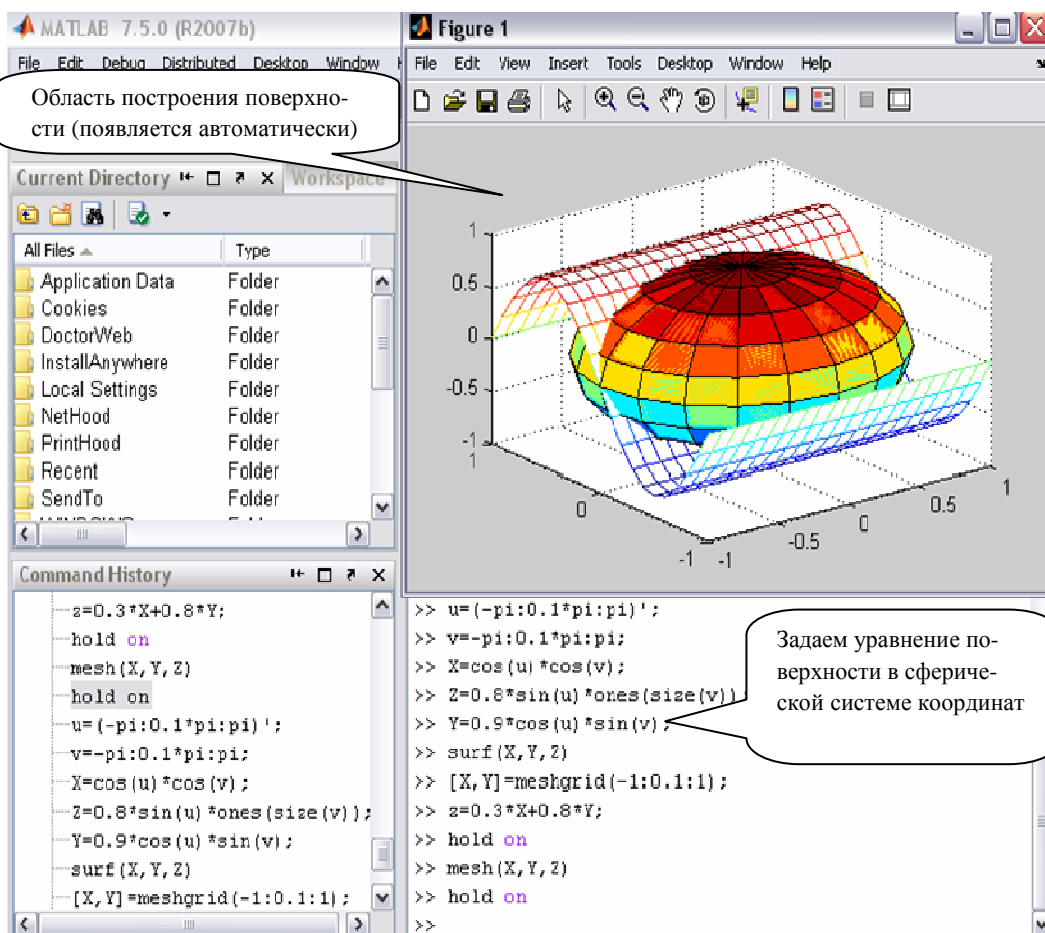 MATLAB 7.5.0 (R2007b)
File Edit Debug Distributed Desktop Window
Область построения поверхно-
сти (появляется автоматически)
Current Directory Workspace
All Files Type
Application Data Folder
Cookies Folder
DoctorWeb Folder
InstallAnywhere Folder
Local Settings Folder
NetHood Folder
PrintHood Folder
Recent Folder
SendTo Folder
Command History
z=0.3*X+0.8*Y;
hold on
mesh(X,Y,Z)
hold on
u=(-pi:0.1*pi:pi)';
v=-pi:0.1*pi:pi;
X=cos(u)*cos(v);
Z=0.8*sin(u)*ones(size(v));
Y=0.9*cos(u)*sin(v);
surf(X,Y,Z)
[X,Y]=meshgrid(-1:0.1:1);
Figure 1
File Edit View Insert Tools Desktop Window Help
1
0.5
0
-0.5
-1
1
0
-1
-1
-0.5
0
0.5
1
>> u=(-pi:0.1*pi:pi)';
>> v=-pi:0.1*pi:pi;
>> X=cos(u)*cos(v);
>> Z=0.8*sin(u)*ones(size(v));
>> Y=0.9*cos(u)*sin(v);
>> surf(X,Y,Z)
>> [X,Y]=meshgrid(-1:0.1:1);
>> z=0.3*X+0.8*Y;
>> hold on
>> mesh(X,Y,Z)
>> hold on
>>
Задаем уравнение по-
верхности в сфериче-
ской системе координат